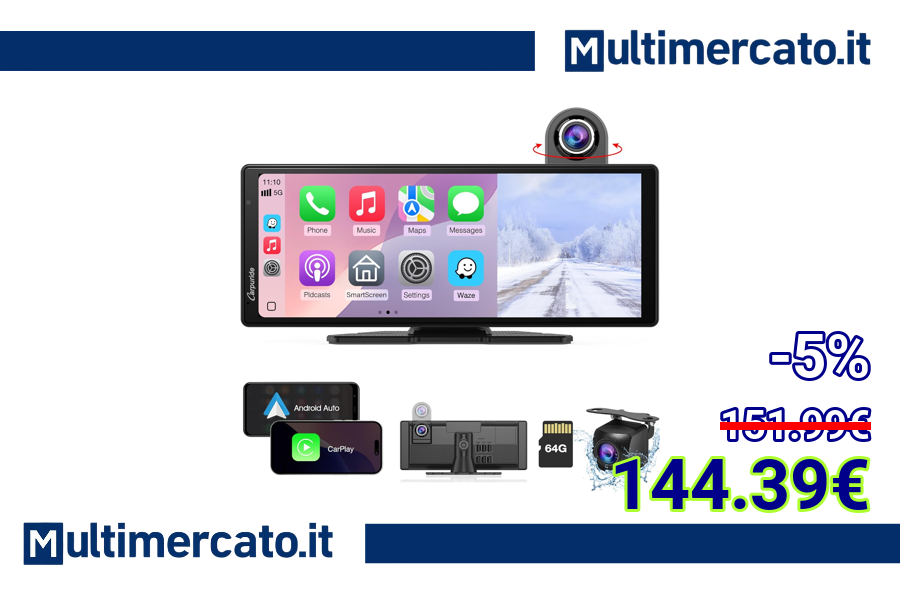 Multimercato.it
11:10
5G
Carpuride
Phone
Music
Maps
Messages
Pldcasts
SmartScreen
Settings
Waze
-5%
151.99€
Android Auto
CarPlay
64G
144.39€
Multimercato.it